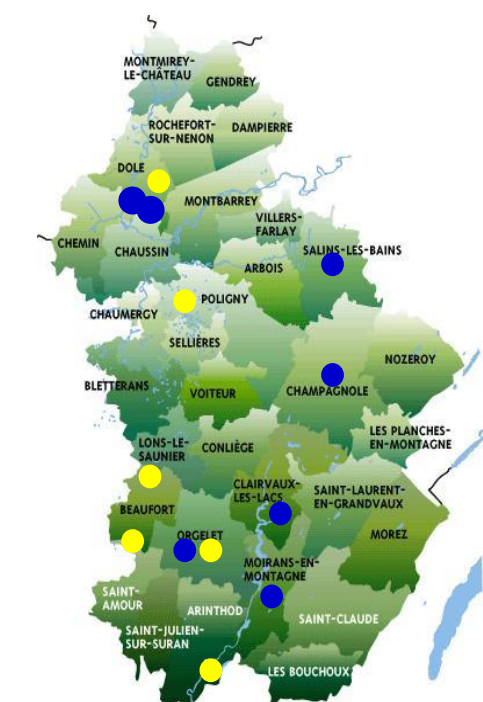 MONTMIREY-
LE-CHÂTEAU
GENDREY
ROCHEFORT-
SUR-NENON
DAMPIERRE
DOLE
MONTBARREY
VILLERS-
FARLAY
CHEMIN
CHAUSSIN
SALINS-LES-BAINS
ARBOIS
POLIGNY
CHAUMERGY
SELLIÈRES
NOZEROY
BLETTERANS
VOITEUR
CHAMPAGNOLE
LES PLANCHES-
EN-MONTAGNE
LONS-LE-
SAUNIER
CONLIÈGE
CLAIRVAUX-
LES-LACS
SAINT-LAURENT-
EN-GRANDVAUX
BEAUFORT
ORGELET
MOREZ
MOIRANS-EN-
MONTAGNE
SAINT-
AMOUR
ARINTHOD
SAINT-CLAUDE
SAINT-JULIEN-
SUR-SURAN
LES BOUCHOUX